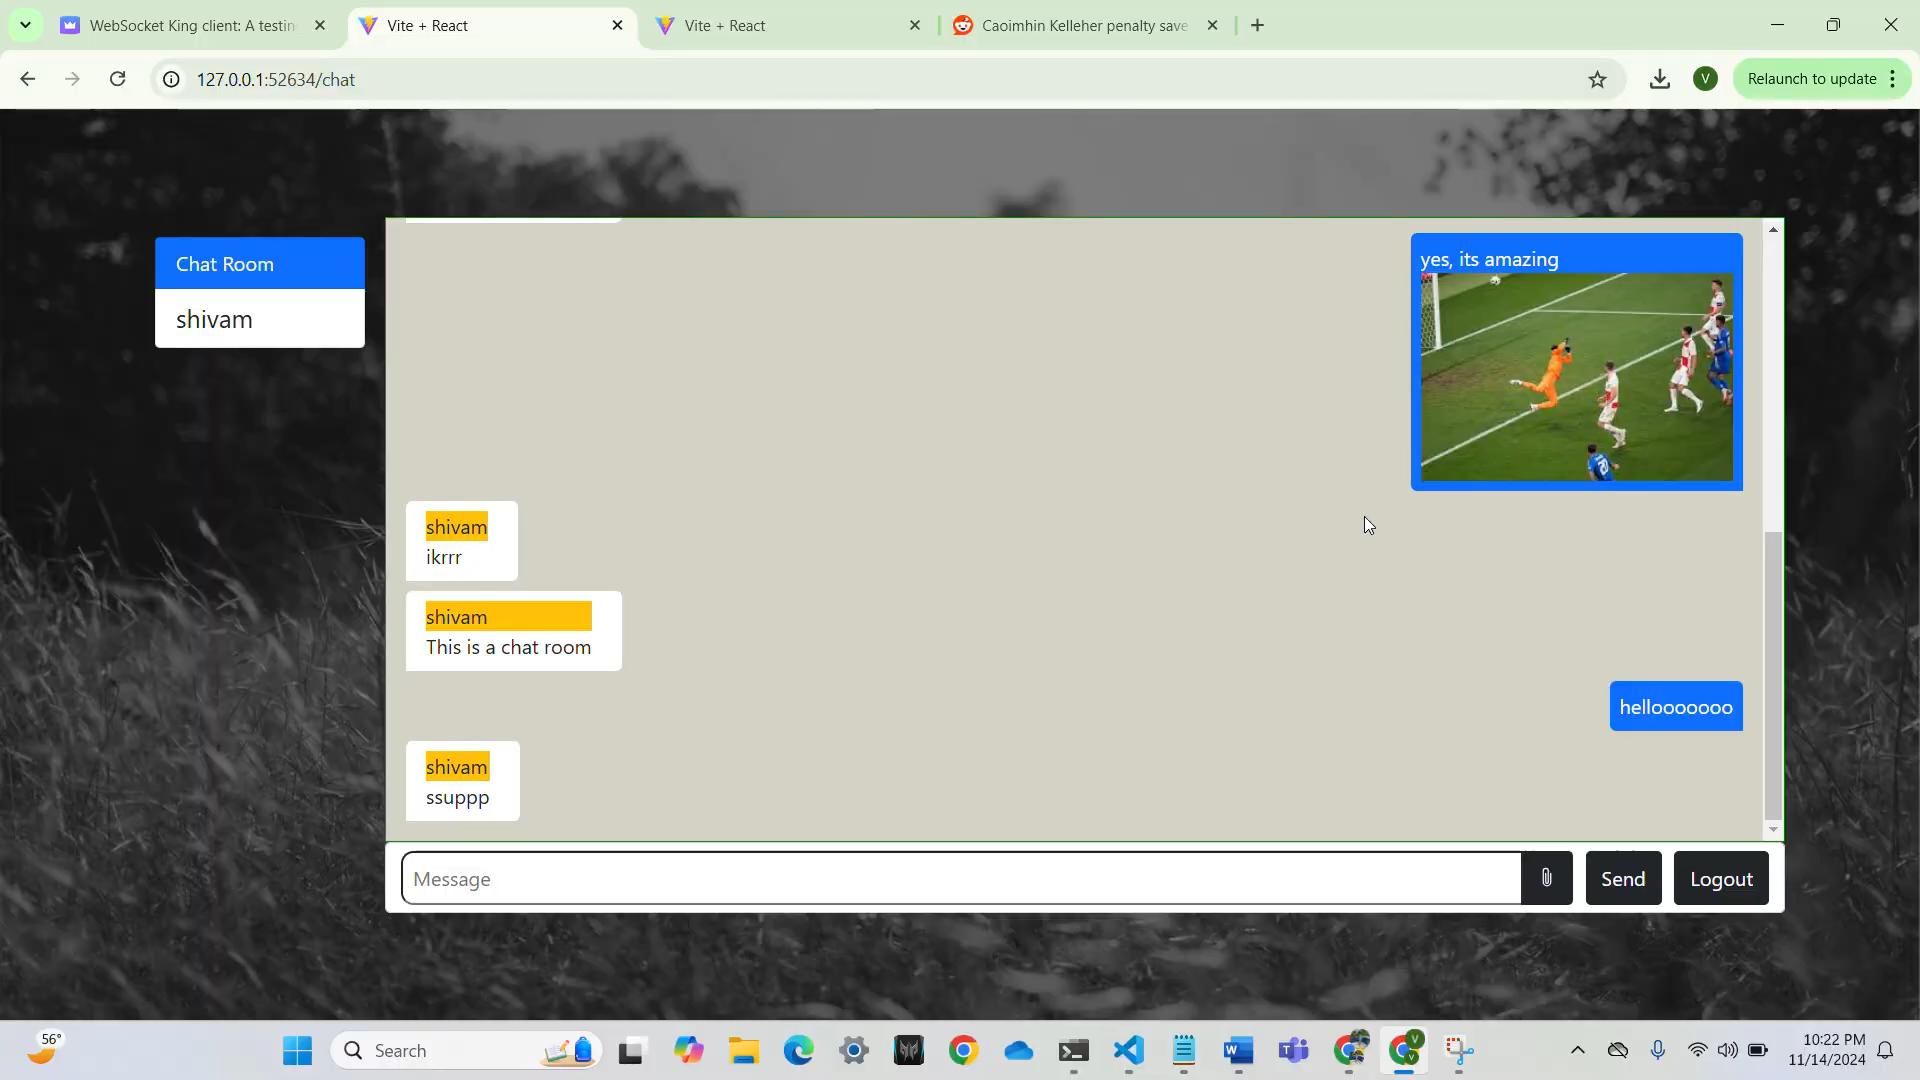 WebSocket King client: A testin
Vite + React
Vite + React
Caoimhin Kelleher penalty save
127.0.0.1:52634/chat
V
Relaunch to update
Chat Room
shivam
yes, its amazing
shivam
ikrrr
shivam
This is a chat room
hellooooooo
shivam
ssuppp
Message
Send
Logout
56°
Search
10:22 PM
11/14/2024